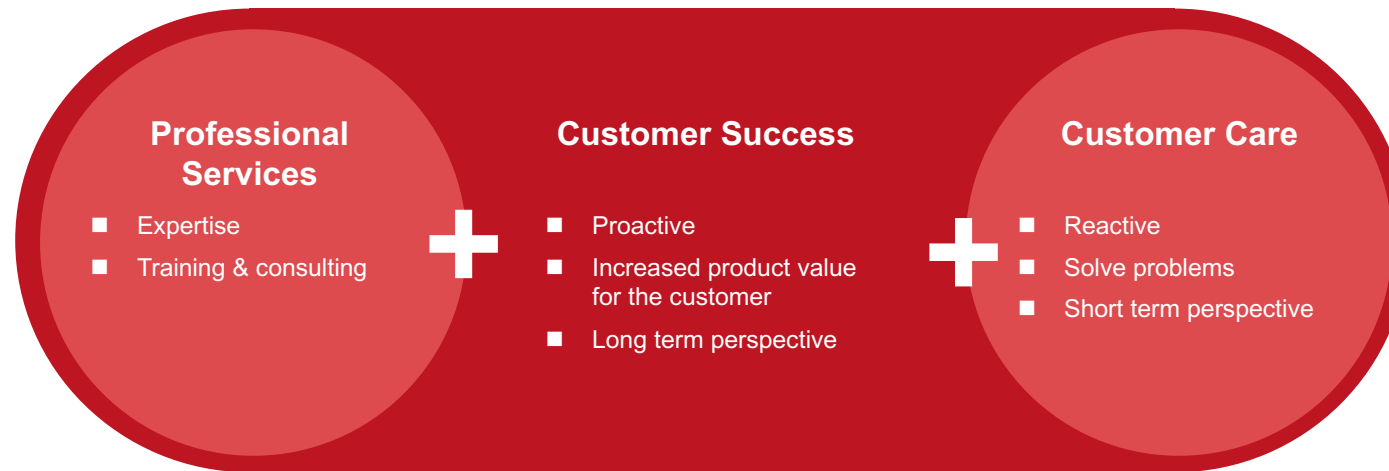 Professional
Services
Expertise
Training & consulting
Customer Success
Proactive
Increased product value
for the customer
Long term perspective
Customer Care
Reactive
Solve problems
Short term perspective